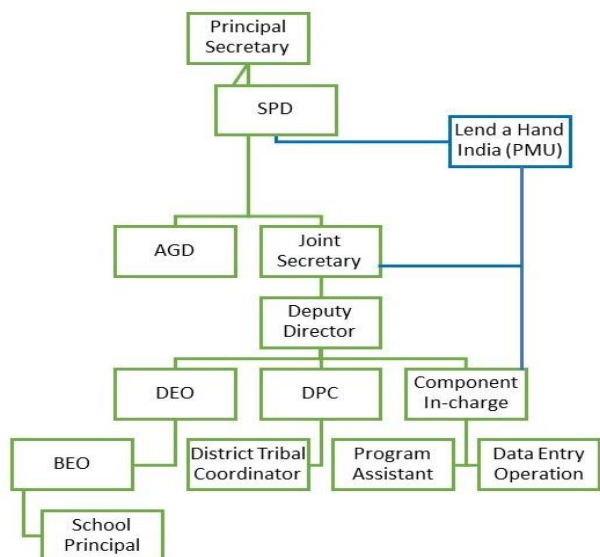 Principal
Secretary
SPD
Lend a Hand
India (PMU)
AGD
Joint
Secretary
Deputy
Director
DEO
DPC
Component
In-charge
BEO
District Tribal
Coordinator
Program
Assistant
Data Entry
Operation
School
Principal